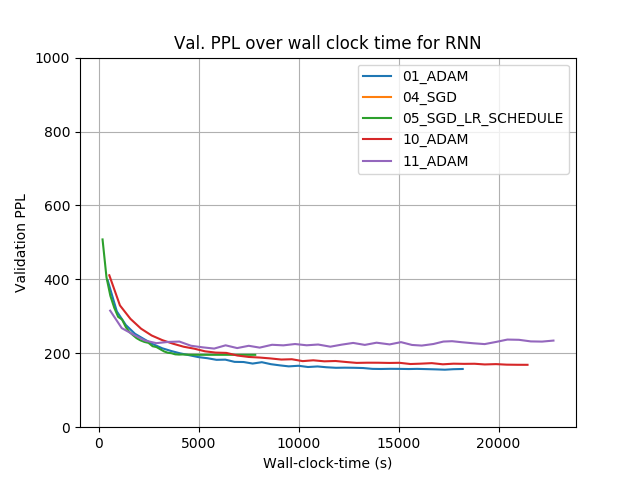 Val. PPL over wall clock time for RNN
1000
800
600
400
200
0
Validation PPL
01_ADAM
04_SGD
05_SGD_LR_SCHEDULE
10_ADAM
11_ADAM
0 5000 10000 15000 20000
Wall-clock-time (s)